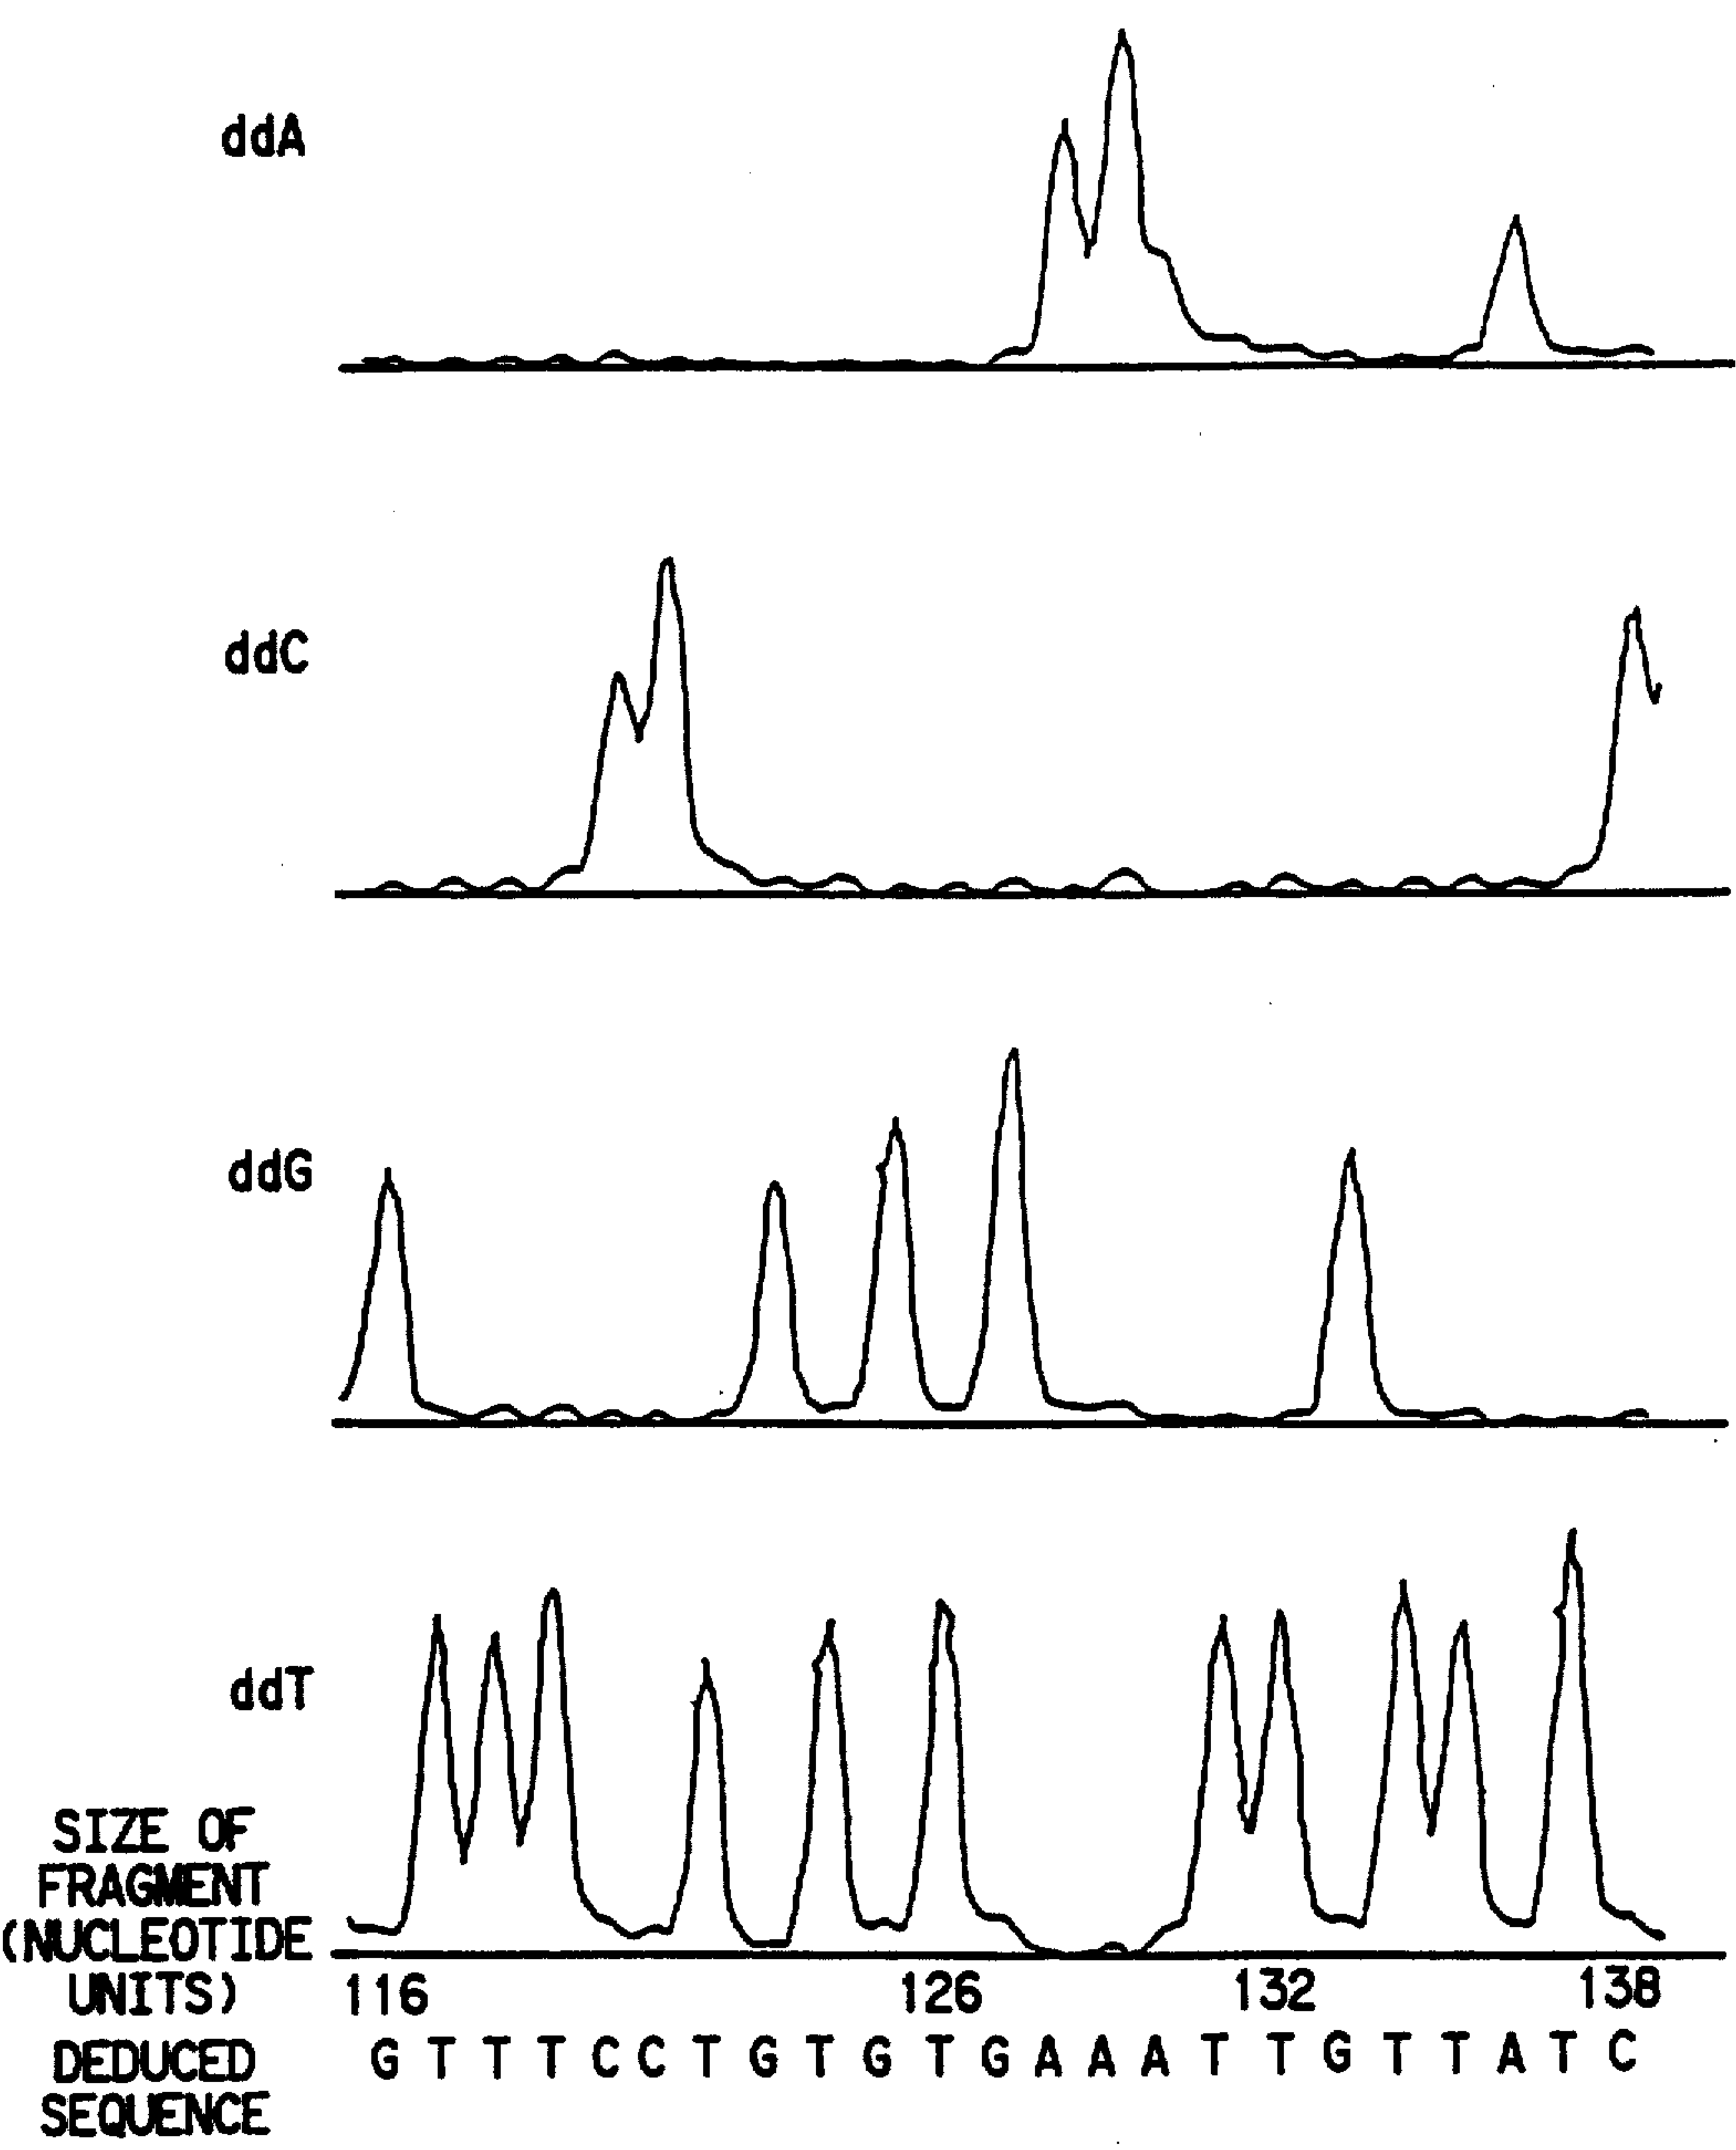 ddA
ddC
ddG
ddT
SIZE OF
FRAGMENT
(NUCLEOTIDE
UNITS)
116 126 132 138
DEDUCED
SEQUENCE
G T T T C C T G T G T G A A A T T G T T A T C